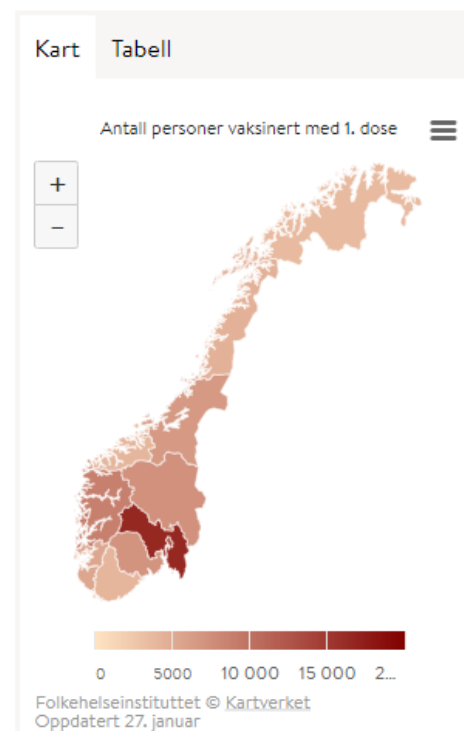 Kart Tabell
Antall personer vaksinert med 1. dose
+
−
0 5000 10 000 15 000 2...
Folkehelseinstituttet © Kartverket
Oppdatert 27. januar